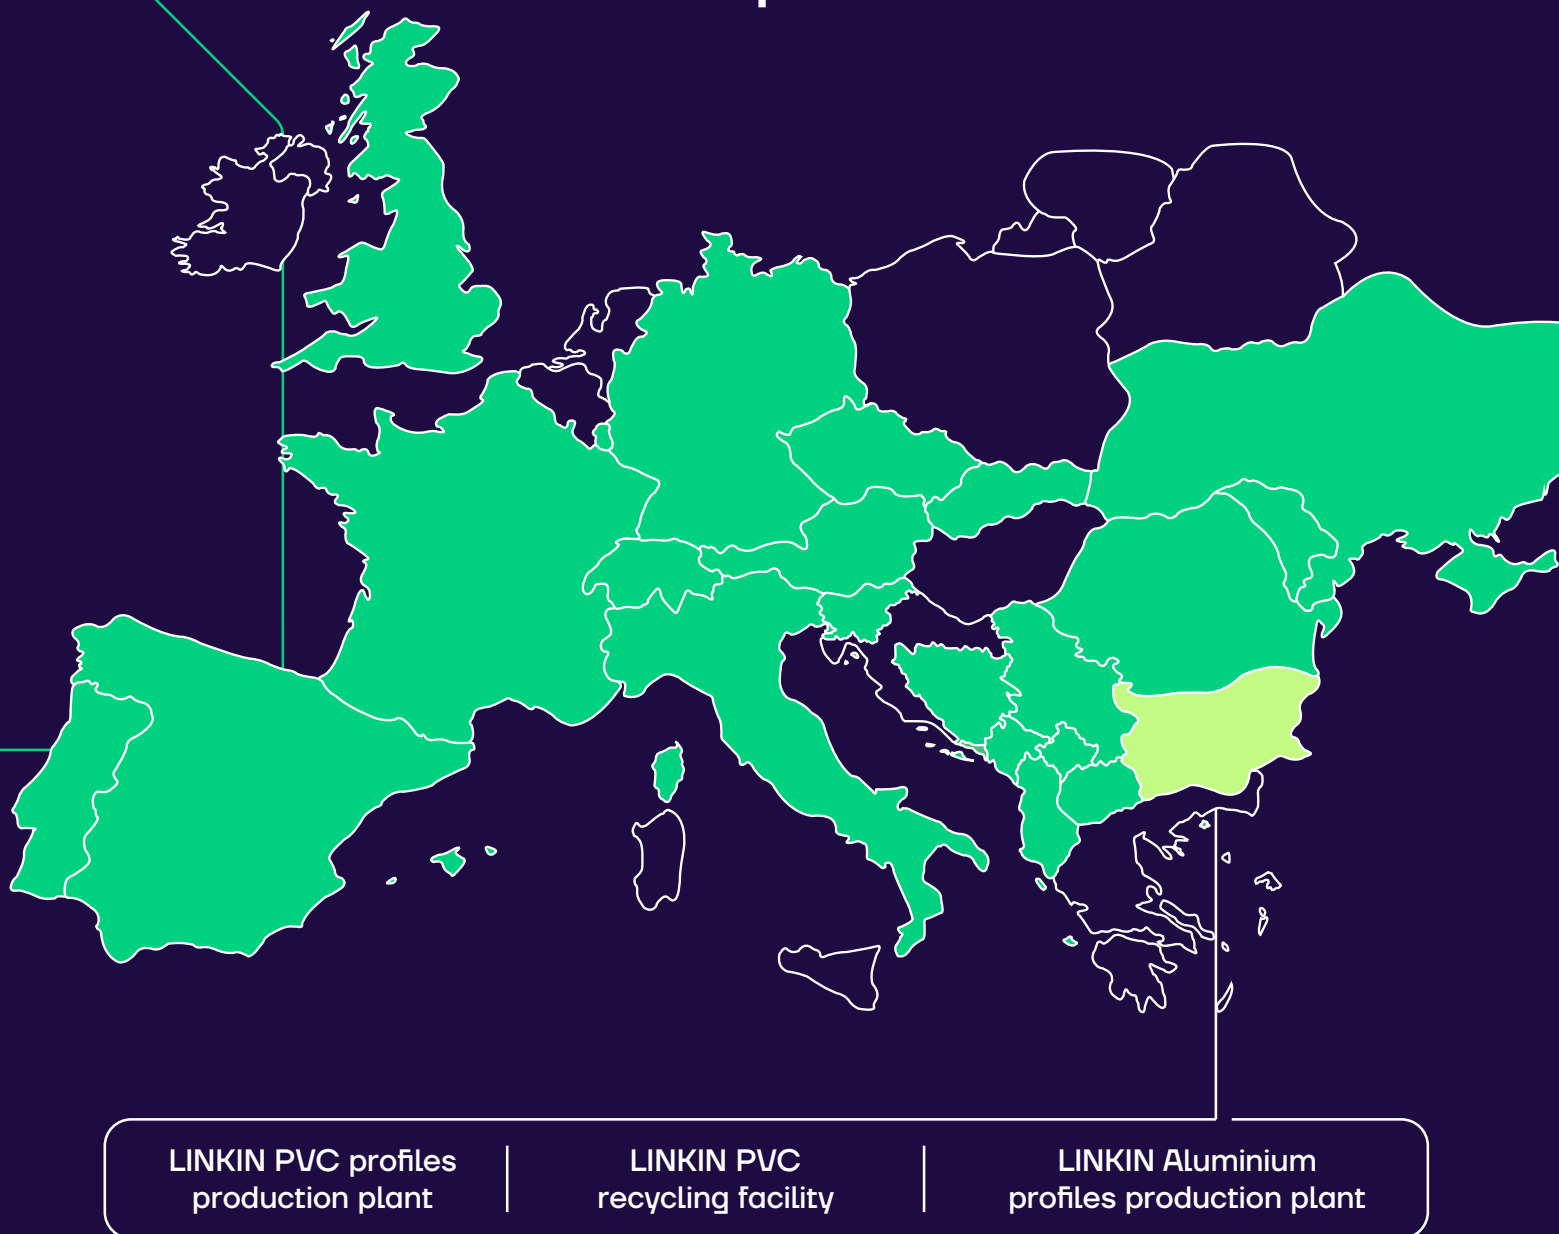 LINKIN PVC profiles
production plant
LINKIN PVC
recycling facility
LINKIN Aluminium
profiles production plant